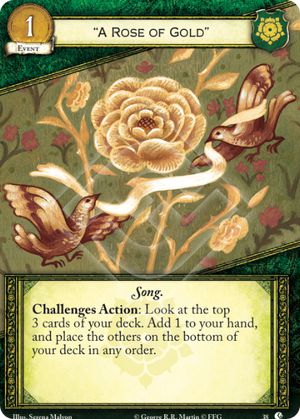 1
EVENT
"A ROSE OF GOLD"
Song.
Challenges Action: Look at the top
3 cards of your deck. Add 1 to your hand,
and place the others on the bottom of
your deck in any order.
Illus. Serena Malyon
© George R.R. Martin © FFG